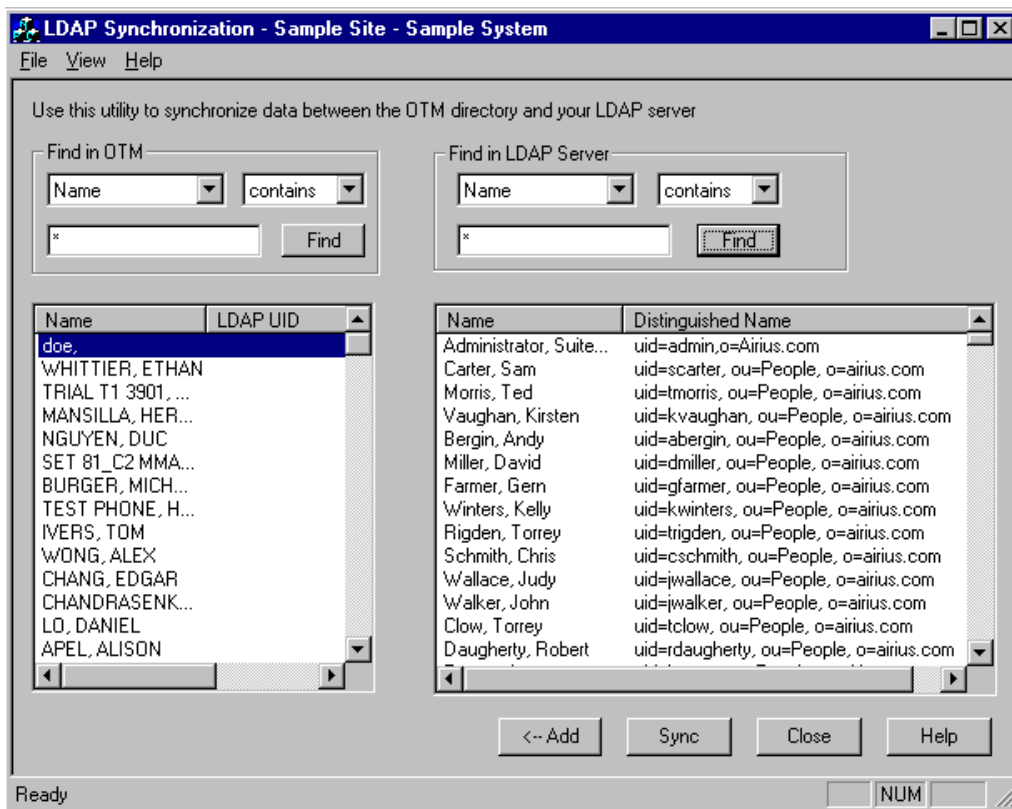 LDAP Synchronization - Sample Site - Sample System
File View Help
Use this utility to synchronize data between the OTM directory and your LDAP server
Find in OTM
Name contains
*
Find
Find in LDAP Server
Name contains
*
Find
Name LDAP UID
doe,
WHITTIER, ETHAN
TRIAL T1 3901, ...
MANSILLA, HER...
NGUYEN, DUC
SET 81_C2 MMA...
BURGER, MICH...
TEST PHONE, H...
IVERS, TOM
WONG, ALEX
CHANG, EDGAR
CHANDRASENK...
LO, DANIEL
APEL, ALISON
Name Distinguished Name
Administrator, Suite... uid=admin,o=Airius.com
Carter, Sam uid=scarter, ou=People, o=airius.com
Morris, Ted uid=tmorris, ou=People, o=airius.com
Vaughan, Kirsten uid=kvaughan, ou=People, o=airius.com
Bergin, Andy uid=abergin, ou=People, o=airius.com
Miller, David uid=dmiller, ou=People, o=airius.com
Farmer, Gern uid=gfarmer, ou=People, o=airius.com
Winters, Kelly uid=kwinters, ou=People, o=airius.com
Rigden, Torrey uid=trigden, ou=People, o=airius.com
Schmith, Chris uid=cschmith, ou=People, o=airius.com
Wallace, Judy uid=jwallace, ou=People, o=airius.com
Walker, John uid=jwalker, ou=People, o=airius.com
Clow, Torrey uid=tclow, ou=People, o=airius.com
Daugherty, Robert uid=rdaugherty, ou=People, o=airius.com
<-- Add Sync Close Help
Ready NUM